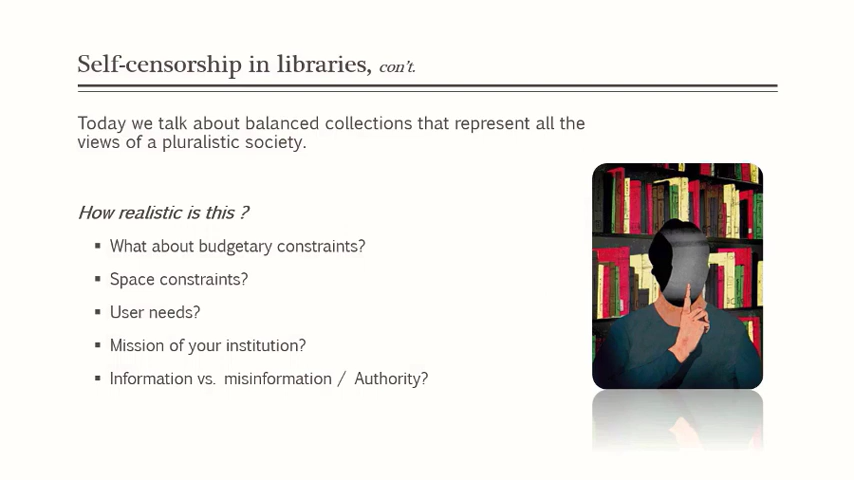 Self-censorship in libraries, con't.
Today we talk about balanced collections that represent all the
views of a pluralistic society.
How realistic is this ?
▪ What about budgetary constraints?
▪ Space constraints?
▪ User needs?
▪ Mission of your institution?
▪ Information vs. misinformation / Authority?